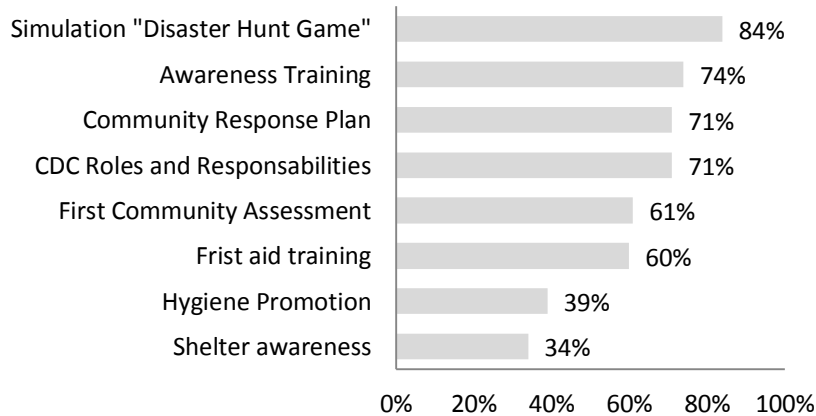 Simulation "Disaster Hunt Game" 84%
Awareness Training 74%
Community Response Plan 71%
CDC Roles and Responsabilities 71%
First Community Assessment 61%
Frist aid training 60%
Hygiene Promotion 39%
Shelter awareness 34%
0% 20% 40% 60% 80% 100%